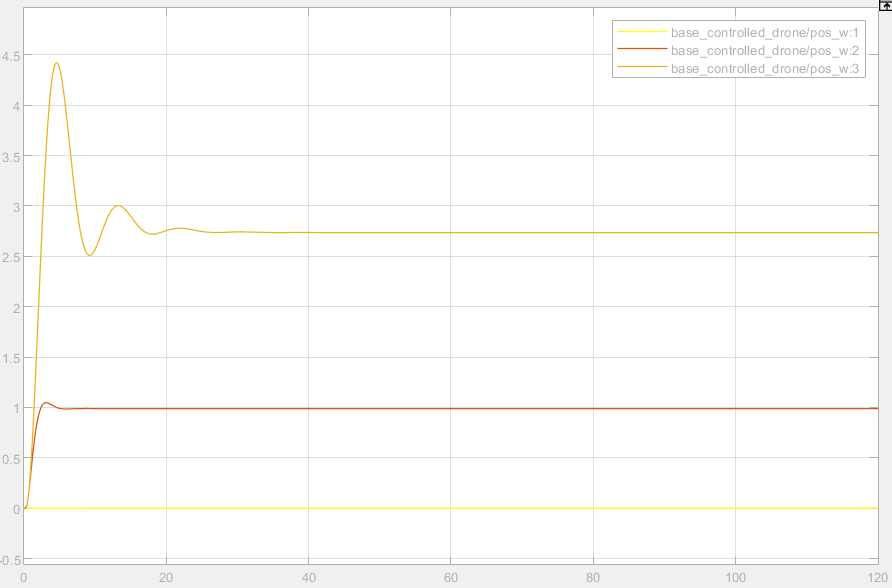 base_controlled_drone/pos_w:1
base_controlled_drone/pos_w:2
base_controlled_drone/pos_w:3
4.5
4
3.5
3
2.5
2
1.5
1
0.5
0
-0.5
0 20 40 60 80 100 120